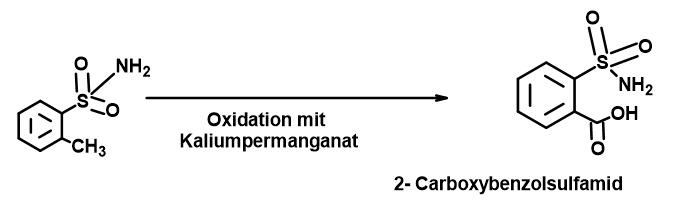 O
NH2
S
O
CH3
Oxidation mit
Kaliumpermanganat
O
O
S
NH2
OH
O
2- Carboxybenzolsulfamid